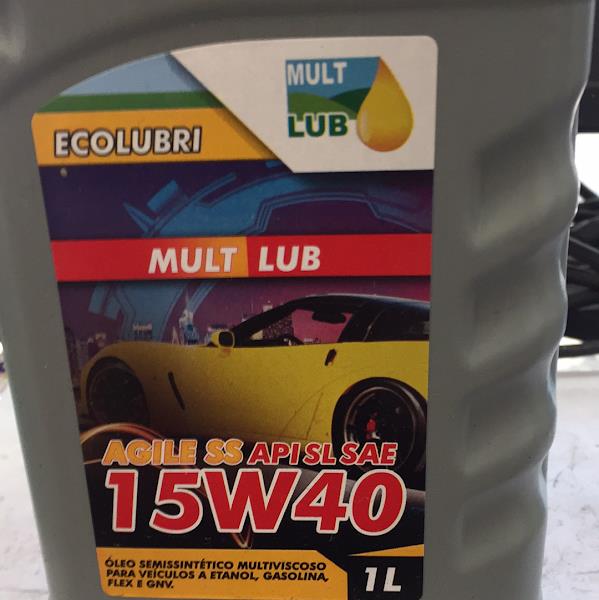 MULT
LUB
ECOLUBRI
MULT LUB
AGILE SS API SL SAE
15W40
ÓLEO SEMISSINTÉTICO MULTIVISCOSO
PARA VEÍCULOS A ETANOL, GASOLINA,
FLEX E GNV.
1L